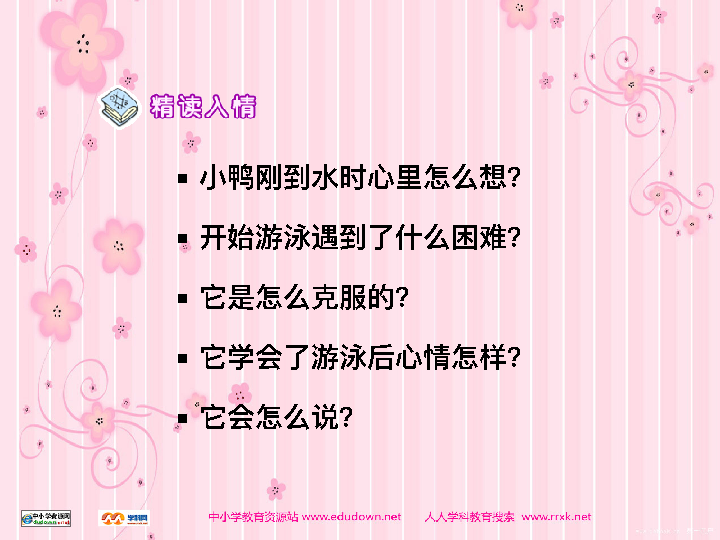 精读入情
小鸭刚到水时心里怎么想?
开始游泳遇到了什么困难?
它是怎么克服的?
它学会了游泳后心情怎样?
它会怎么说?
中小学教育资源站 www.edudown.net 人人学科教育搜索 www.rrxk.net